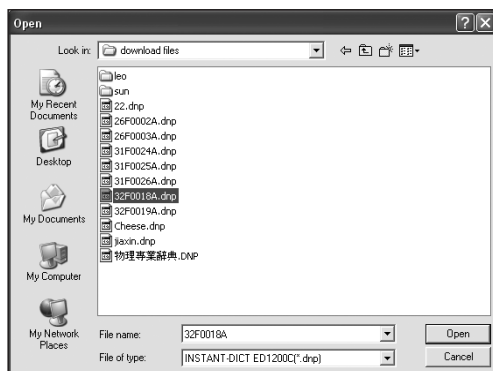 Open
Look in:
download files
leo
sun
22.dnp
26F0002A.dnp
26F0003A.dnp
31F0024A.dnp
31F0025A.dnp
31F0026A.dnp
32F0018A.dnp
32F0019A.dnp
Cheese.dnp
jiaxin.dnp
物理專業辭典.DNP
My Recent
Documents
Desktop
My Documents
My Computer
My Network
Places
File name:
32F0018A
Open
File of type:
INSTANT-DICT ED1200C(*.dnp)
Cancel